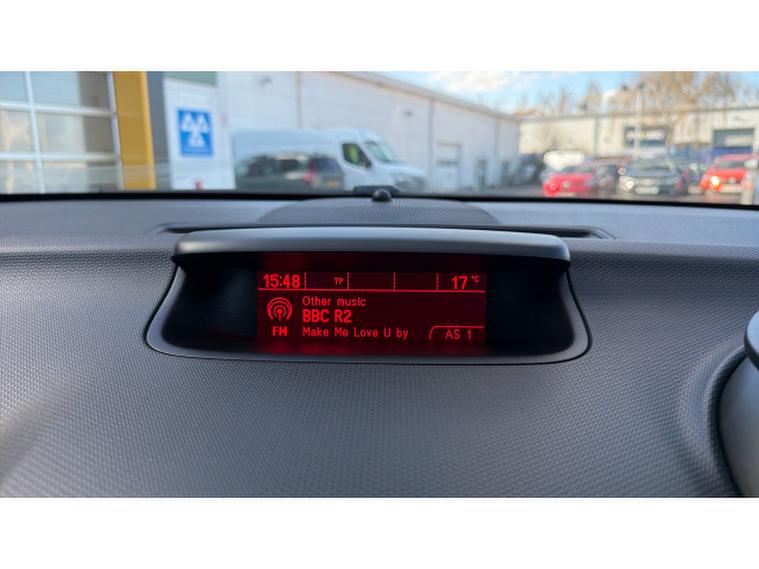 15:48 TP 17 °C
Other music
BBC R2
FM Make Me Love U by AS 1